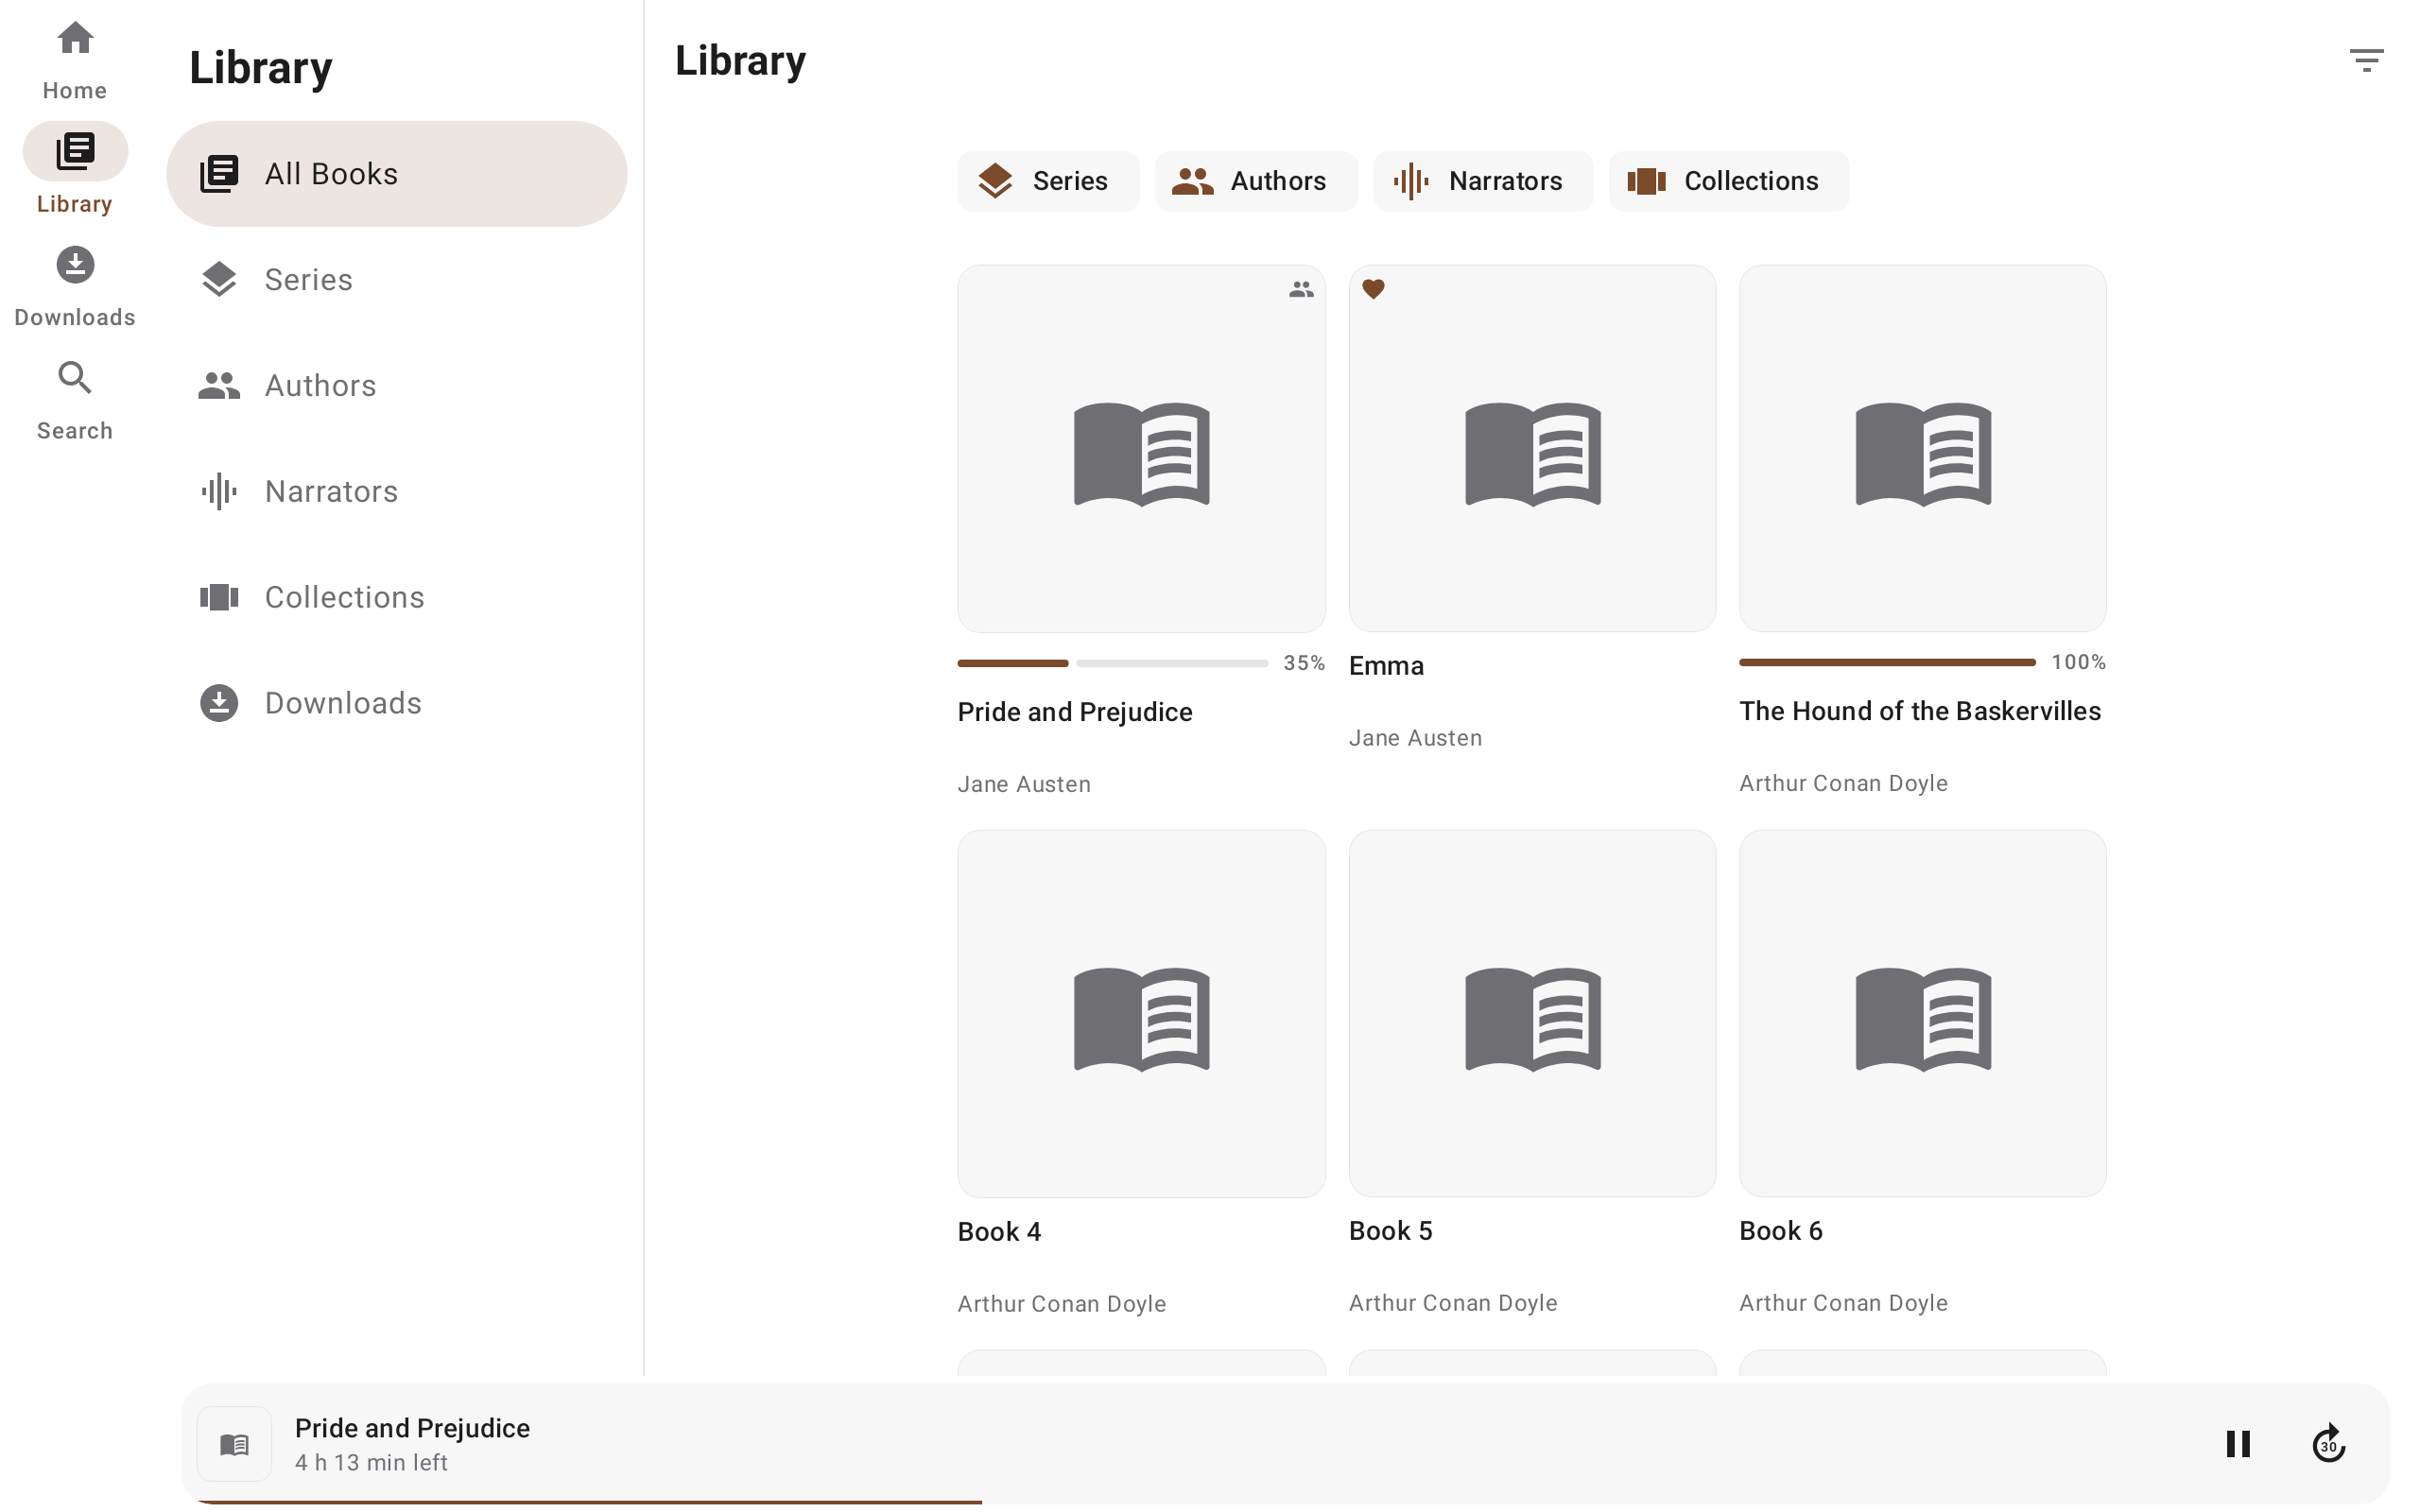 Home
Library
Downloads
Search
Library
All Books
Series
Authors
Narrators
Collections
Downloads
Library
Series
Authors
Narrators
Collections
35%
Pride and Prejudice
Jane Austen
Emma
Jane Austen
100%
The Hound of the Baskervilles
Arthur Conan Doyle
Book 4
Arthur Conan Doyle
Book 5
Arthur Conan Doyle
Book 6
Arthur Conan Doyle
Pride and Prejudice
4 h 13 min left
30